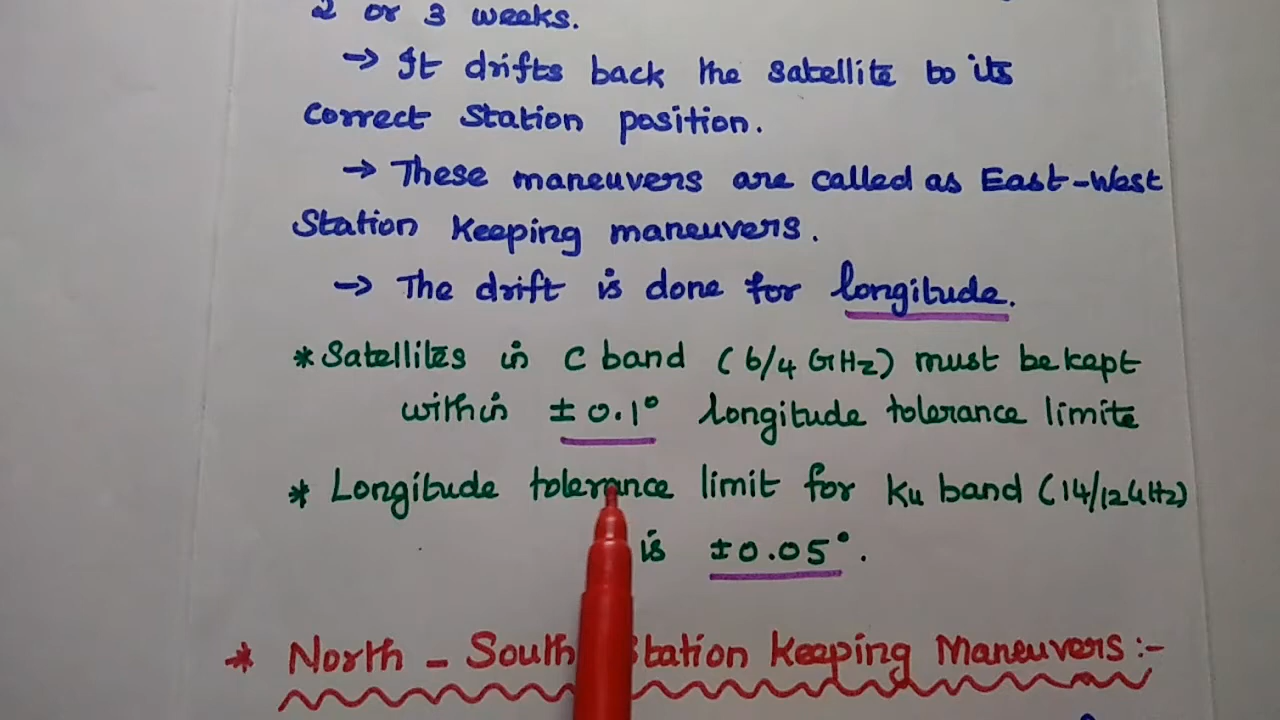 2 or 3 weeks.
→ It drifts back the satellite to its
Correct Station position.
→ These maneuvers are called as East-West
Station Keeping maneuvers.
→ The drift is done for longitude.
* Satellites in C band (6/4 GHz) must be kept
within ±0.1° longitude tolerance limite
* Longitude tolerance limit for Ku band (14/12GHz)
is ±0.05°.
* North - South Station Keeping Maneuvers:-